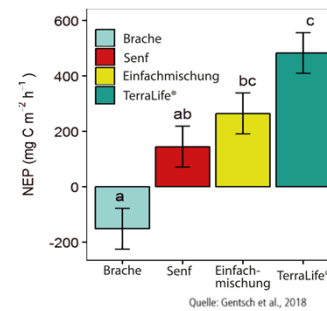 600
400
200
0
-200
NEP (mg C m⁻² h⁻¹)
Brache
Senf
Einfachmischung
TerraLife®
a
ab
bc
c
Brache
Senf
Einfach-
mischung
TerraLife®
Quelle: Gentsch et al., 2018